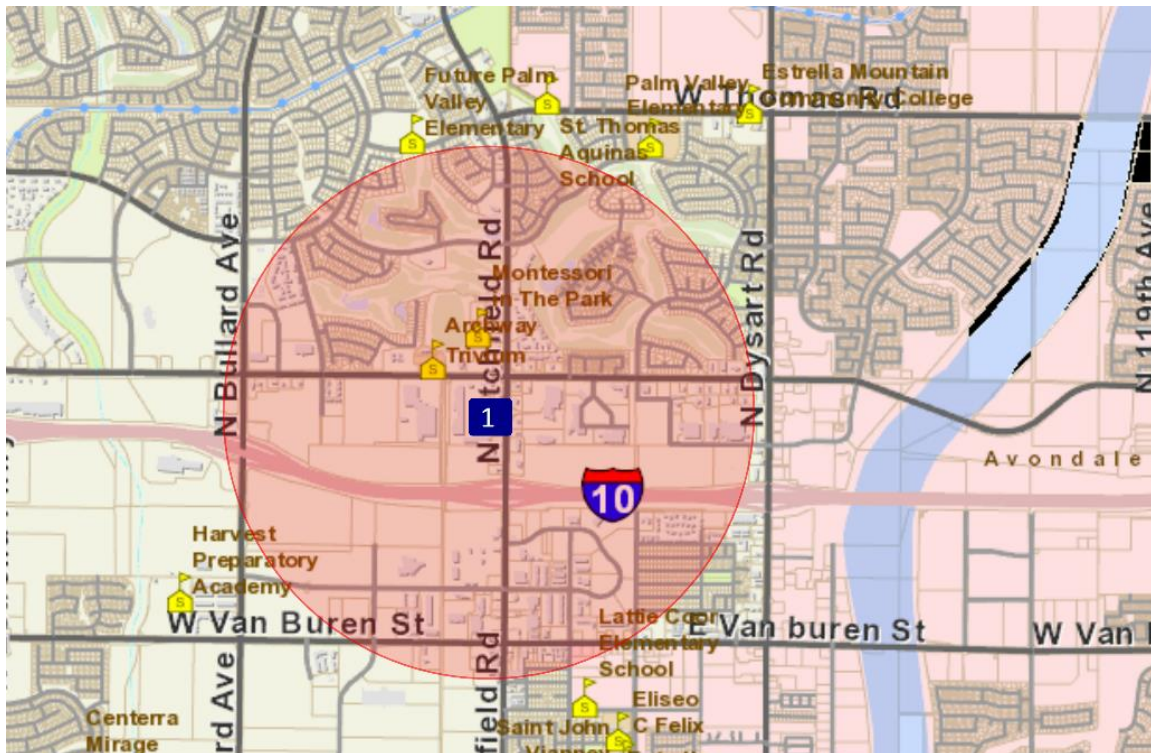 Future Palm
Valley
Elementary
Palm Valley
Elementary
Estrella Mountain
Community College
W Thomas Rd
St. Thomas
Aquinas
School
N Bullard Ave
N Dysart Rd
N 119th Ave
Montessori
In The Park
Archway
Trivium
1
N Litchfield Rd
10
Avondale
Harvest
Preparatory
Academy
W Van Buren St
Lattie Coor
Elementary
School
E Van buren St
W Van
Eliseo
C Felix
Saint John
Vianney
Centerra
Mirage
rd Ave
field Rd